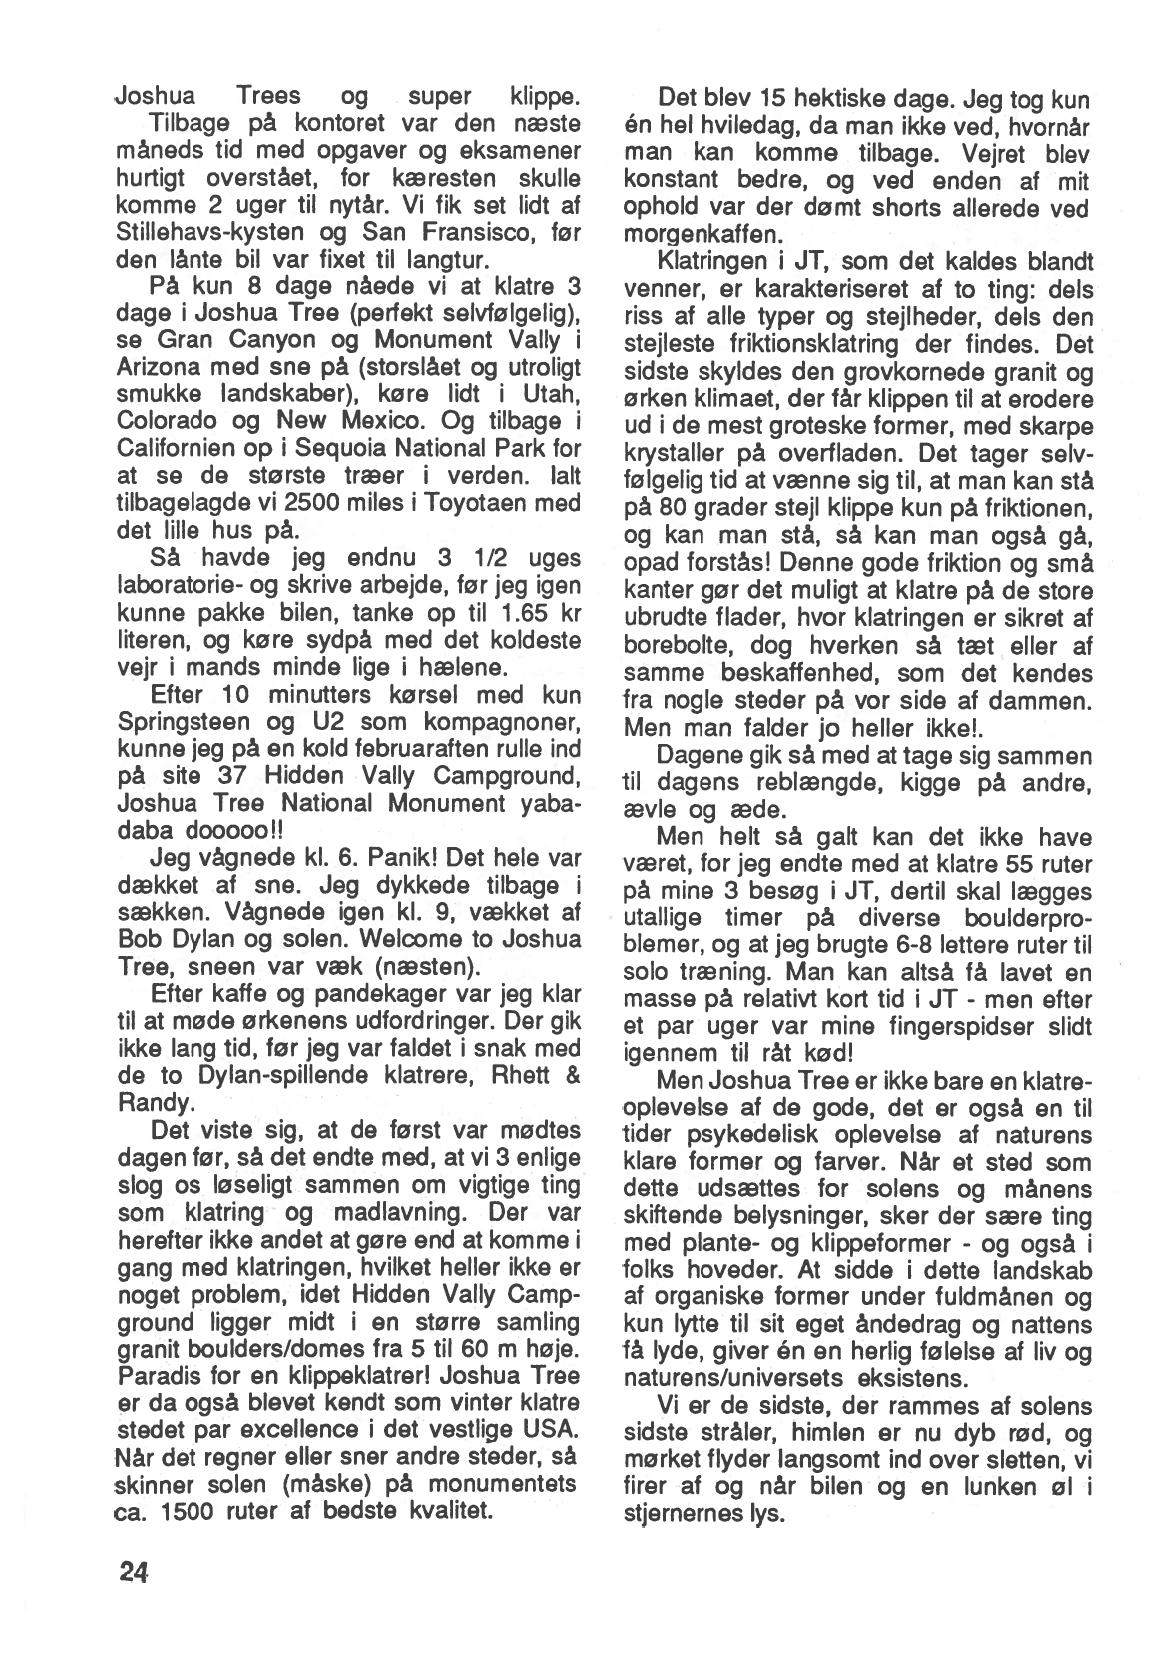 Joshua Trees og super klippe.
Tilbage på kontoret var den næste
måneds tid med opgaver og eksamener
hurtigt overstået, for kæresten skulle
komme 2 uger til nytår. Vi fik set lidt af
Stillehavs-kysten og San Fransisco, før
den lånte bil var fixet til langtur.
På kun 8 dage nåede vi at klatre 3
dage i Joshua Tree (perfekt selvfølgelig),
se Gran Canyon og Monument Vally i
Arizona med sne på (storslået og utroligt
smukke landskaber), køre lidt i Utah,
Colorado og New Mexico. Og tilbage i
Californien op i Sequoia National Park for
at se de største træer i verden. Ialt
tilbagelagde vi 2500 miles i Toyotaen med
det lille hus på.
Så havde jeg endnu 3 1/2 uges
laboratorie- og skrive arbejde, før jeg igen
kunne pakke bilen, tanke op til 1.65 kr
literen, og køre sydpå med det koldeste
vejr i mands minde lige i hælene.
Efter 10 minutters kørsel med kun
Springsteen og U2 som kompagnoner,
kunne jeg på en kold februaraften rulle ind
på site 37 Hidden Vally Campground,
Joshua Tree National Monument yaba-
daba dooooo!!
Jeg vågnede kl. 6. Panik! Det hele var
dækket af sne. Jeg dykkede tilbage i
sækken. Vågnede igen kl. 9, vækket af
Bob Dylan og solen. Welcome to Joshua
Tree, sneen var væk (næsten).
Efter kaffe og pandekager var jeg klar
til at møde ørkenens udfordringer. Der gik
ikke lang tid, før jeg var faldet i snak med
de to Dylan-spillende klatrere, Rhett &
Randy.
Det viste sig, at de først var mødtes
dagen før, så det endte med, at vi 3 enlige
slog os løseligt sammen om vigtige ting
som klatring og madlavning. Der var
herefter ikke andet at gøre end at komme i
gang med klatringen, hvilket heller ikke er
noget problem, idet Hidden Vally Camp-
ground ligger midt i en større samling
granit boulders/domes fra 5 til 60 m høje.
Paradis for en klippeklatrer! Joshua Tree
er da også blevet kendt som vinter klatre
stedet par excellence i det vestlige USA.
Når det regner eller sner andre steder, så
skinner solen (måske) på monumentets
ca. 1500 ruter af bedste kvalitet.
24
Det blev 15 hektiske dage. Jeg tog kun
én hel hviledag, da man ikke ved, hvornår
man kan komme tilbage. Vejret blev
konstant bedre, og ved enden af mit
ophold var der dømt shorts allerede ved
morgenkaffen.
Klatringen i JT, som det kaldes blandt
venner, er karakteriseret af to ting: dels
riss af alle typer og stejlheder, dels den
stejleste friktionsklatring der findes. Det
sidste skyldes den grovkornede granit og
ørken klimaet, der får klippen til at erodere
ud i de mest groteske former, med skarpe
krystaller på overfladen. Det tager selv-
følgelig tid at vænne sig til, at man kan stå
på 80 grader stejl klippe kun på friktionen,
og kan man stå, så kan man også gå,
opad forstås! Denne gode friktion og små
kanter gør det muligt at klatre på de store
ubrudte flader, hvor klatringen er sikret af
borebolte, dog hverken så tæt eller af
samme beskaffenhed, som det kendes
fra nogle steder på vor side af dammen.
Men man falder jo heller ikke!.
Dagene gik så med at tage sig sammen
til dagens reblængde, kigge på andre,
ævle og æde.
Men helt så galt kan det ikke have
været, for jeg endte med at klatre 55 ruter
på mine 3 besøg i JT, dertil skal lægges
utallige timer på diverse boulderpro-
blemer, og at jeg brugte 6-8 lettere ruter til
solo træning. Man kan altså få lavet en
masse på relativt kort tid i JT - men efter
et par uger var mine fingerspidser slidt
igennem til råt kød!
Men Joshua Tree er ikke bare en klatre-
oplevelse af de gode, det er også en til
tider psykedelisk oplevelse af naturens
klare former og farver. Når et sted som
dette udsættes for solens og månens
skiftende belysninger, sker der sære ting
med plante- og klippeformer - og også i
folks hoveder. At sidde i dette landskab
af organiske former under fuldmånen og
kun lytte til sit eget åndedrag og nattens
få lyde, giver én en herlig følelse af liv og
naturens/universets eksistens.
Vi er de sidste, der rammes af solens
sidste stråler, himlen er nu dyb rød, og
mørket flyder langsomt ind over sletten, vi
firer af og når bilen og en lunken øl i
stjernernes lys.